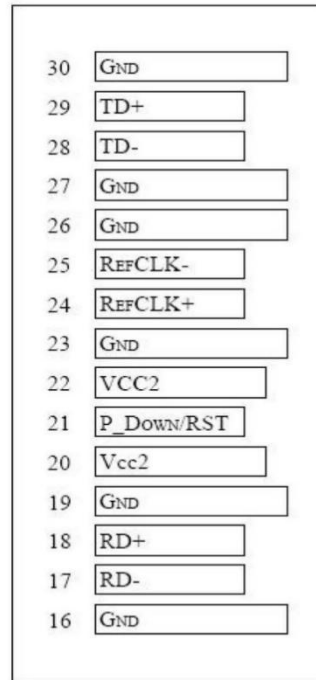 30 GND
29 TD+
28 TD-
27 GND
26 GND
25 REFCLK-
24 REFCLK+
23 GND
22 VCC2
21 P_DOWN/RST
20 Vcc2
19 GND
18 RD+
17 RD-
16 GND